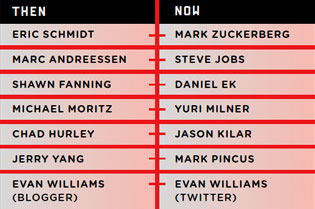 THEN NOW
ERIC SCHMIDT MARK ZUCKERBERG
MARC ANDREESSEN STEVE JOBS
SHAWN FANNING DANIEL EK
MICHAEL MORITZ YURI MILNER
CHAD HURLEY JASON KILAR
JERRY YANG MARK PINCUS
EVAN WILLIAMS EVAN WILLIAMS
(BLOGGER) (TWITTER)